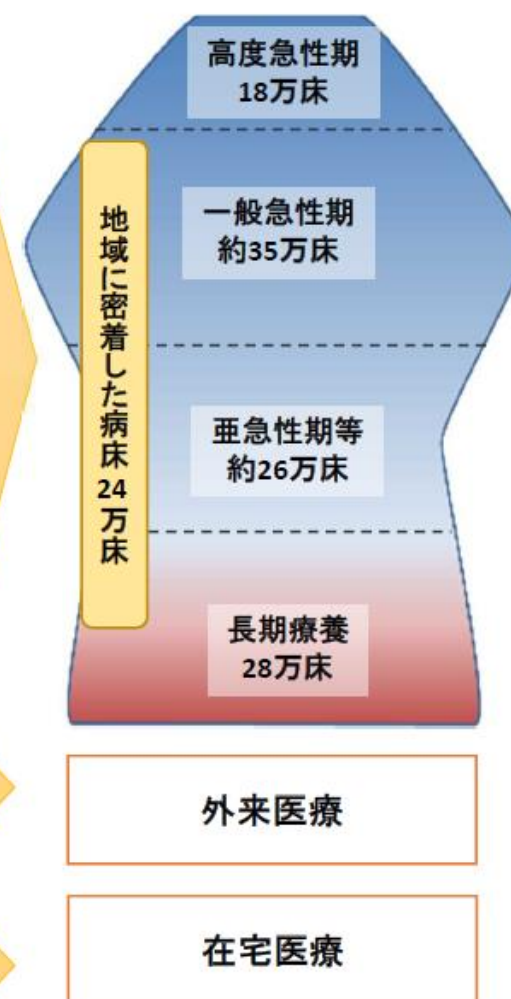 高度急性期
18万床
一般急性期
約35万床
地域に密着した病床24万床
亜急性期等
約26万床
長期療養
28万床
外来医療
在宅医療